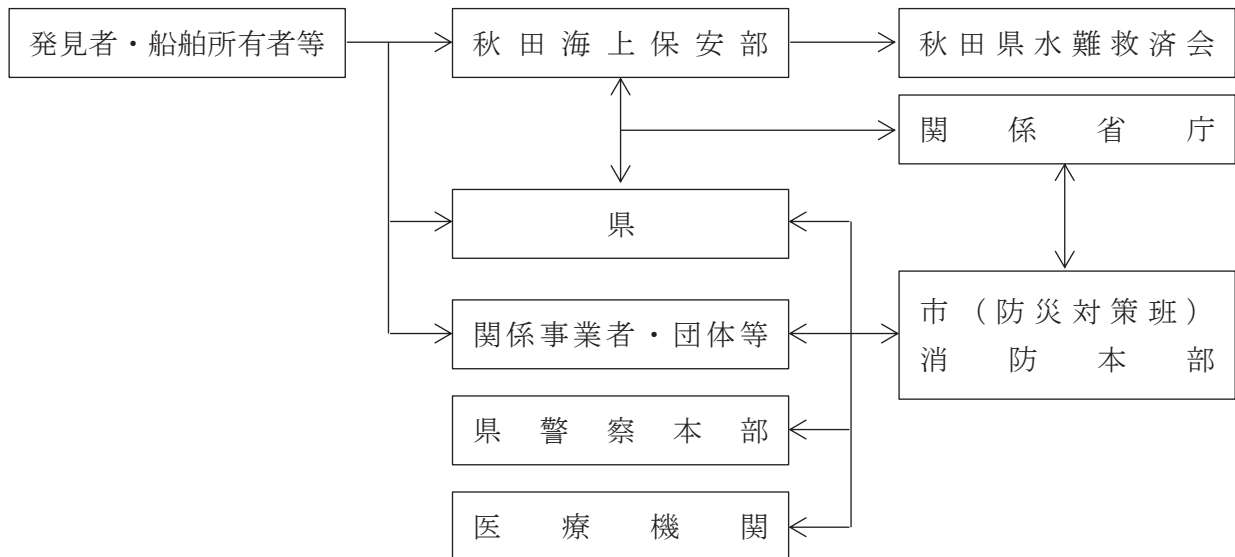 発見者・船舶所有者等
秋田海上保安部
秋田県水難救済会
関係省庁
県
関係事業者・団体等
市（防災対策班）
消防本部
県警察本部
医療機関